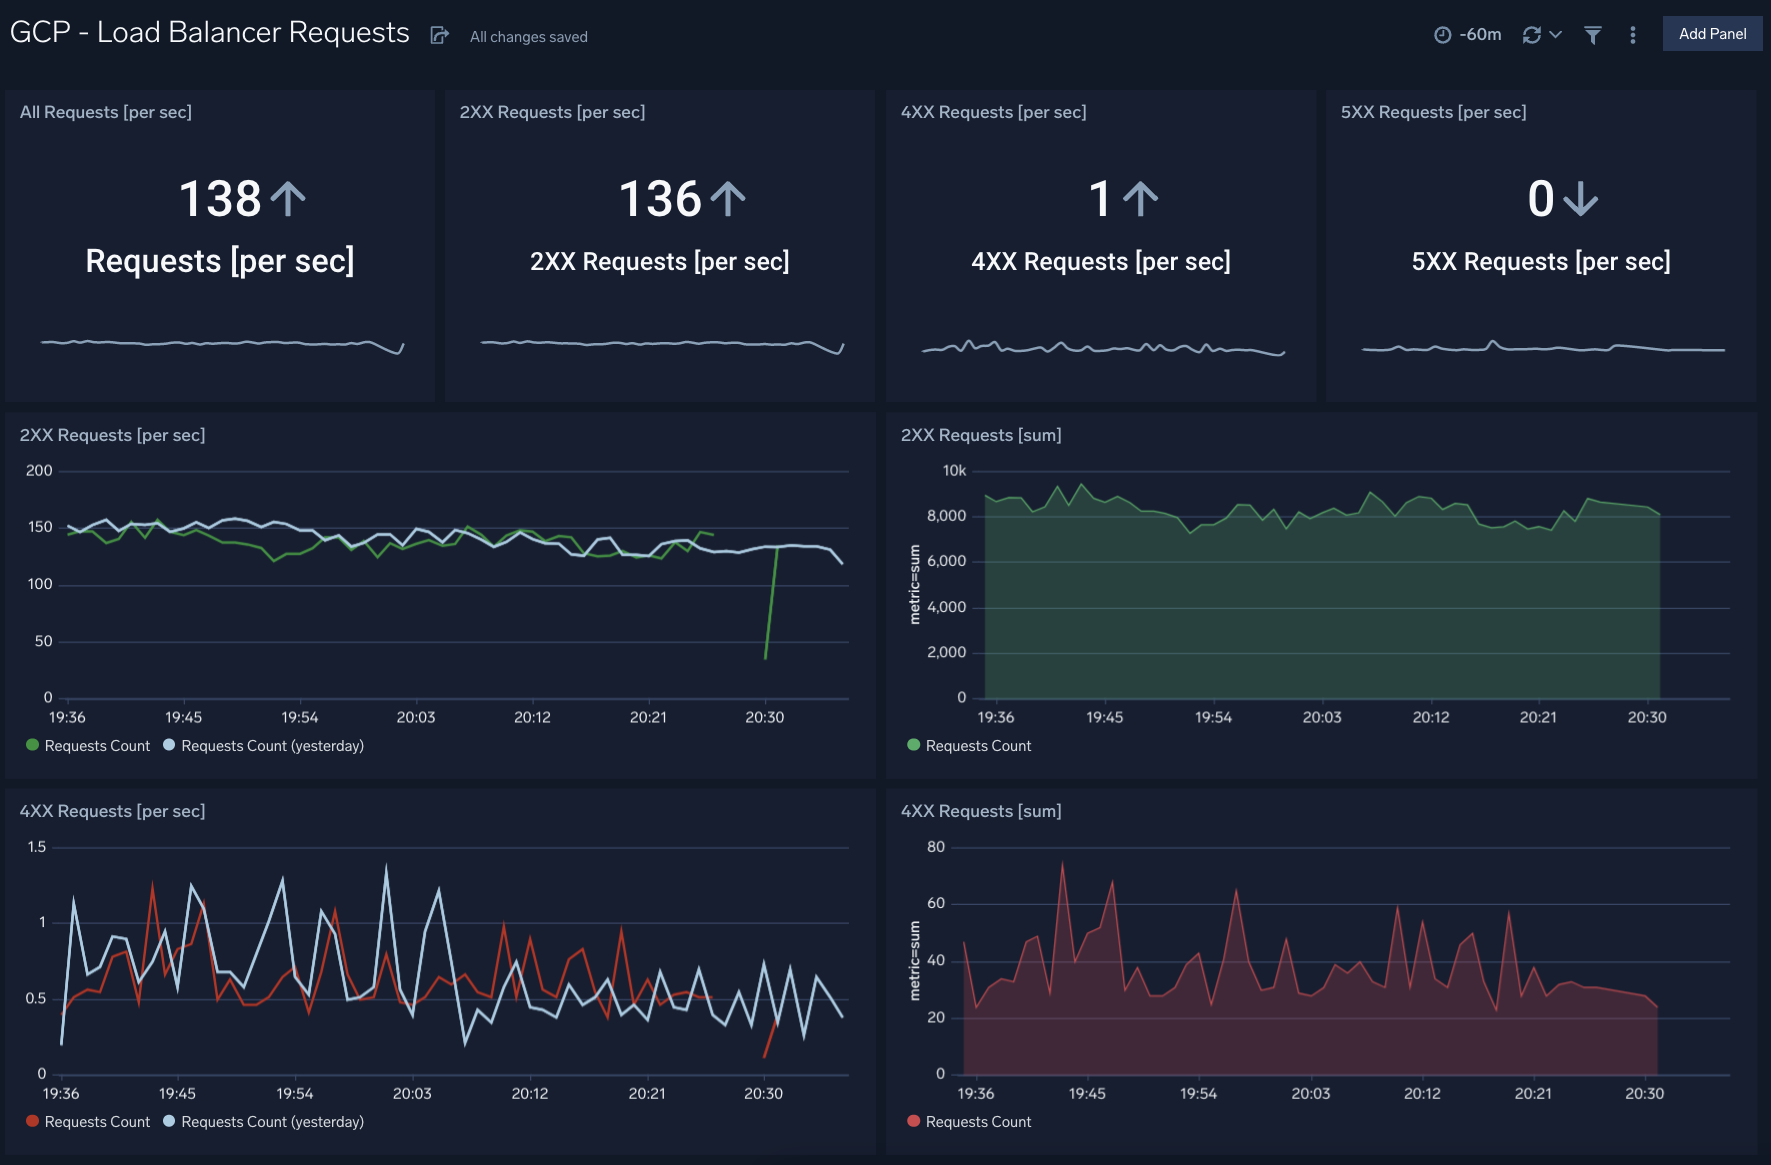 GCP - Load Balancer Requests
All changes saved
-60m
Add Panel
All Requests [per sec]
138
Requests [per sec]
2XX Requests [per sec]
136
2XX Requests [per sec]
4XX Requests [per sec]
1
4XX Requests [per sec]
5XX Requests [per sec]
0
5XX Requests [per sec]
2XX Requests [per sec]
200
150
100
50
0
19:36 19:45 19:54 20:03 20:12 20:21 20:30
Requests Count Requests Count (yesterday)
2XX Requests [sum]
metric=sum
10k
8,000
6,000
4,000
2,000
0
19:36 19:45 19:54 20:03 20:12 20:21 20:30
Requests Count
4XX Requests [per sec]
1.5
1
0.5
0
19:36 19:45 19:54 20:03 20:12 20:21 20:30
Requests Count Requests Count (yesterday)
4XX Requests [sum]
metric=sum
80
60
40
20
0
19:36 19:45 19:54 20:03 20:12 20:21 20:30
Requests Count